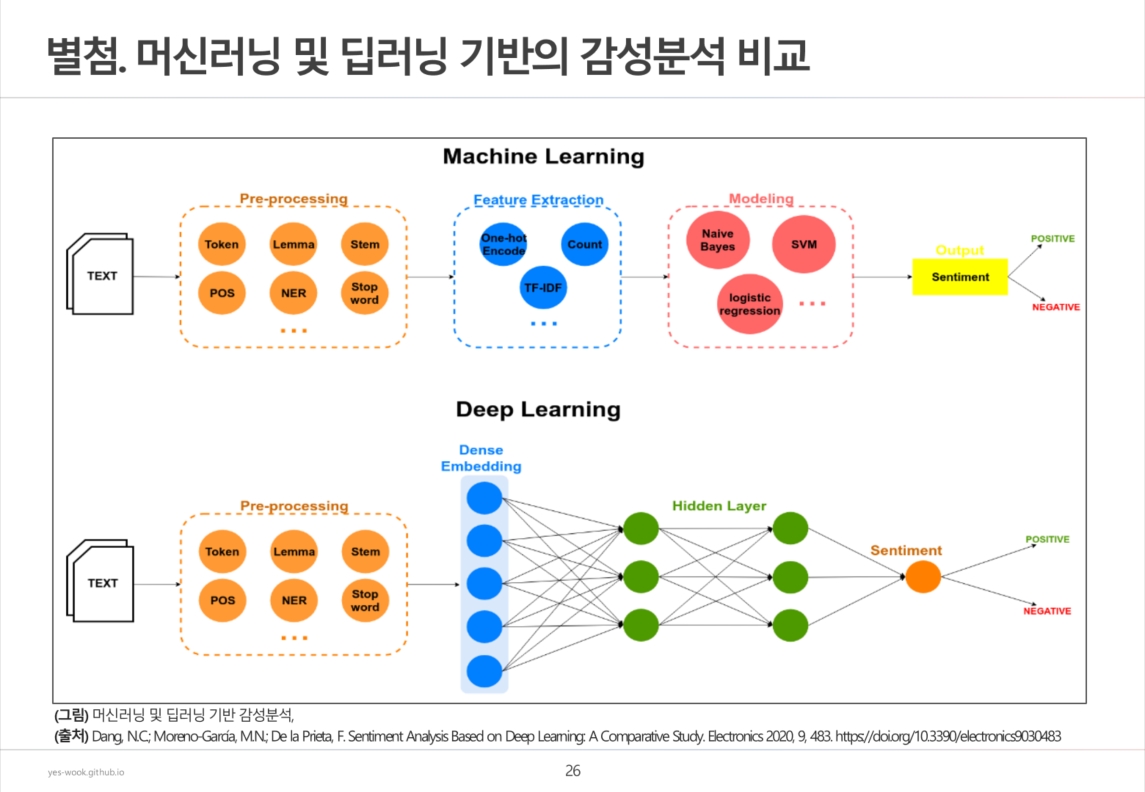 별첨. 머신러닝 및 딥러닝 기반의 감성분석 비교
Machine Learning
Pre-processing
Feature Extraction
Modeling
TEXT
Token
Lemma
Stem
POS
NER
Stop
word
...
One-hot
Encode
Count
TF-IDF
...
Naive
Bayes
SVM
logistic
regression
...
Output
Sentiment
POSITIVE
NEGATIVE
Deep Learning
Dense
Embedding
Pre-processing
Hidden Layer
TEXT
Token
Lemma
Stem
POS
NER
Stop
word
...
Sentiment
POSITIVE
NEGATIVE
(그림) 머신러닝 및 딥러닝 기반 감성분석,
(출처) Dang, N.C.; Moreno-García, M.N.; De la Prieta, F. Sentiment Analysis Based on Deep Learning: A Comparative Study. Electronics 2020, 9, 483. https://doi.org/10.3390/electronics9030483
yes-wook.github.io
26